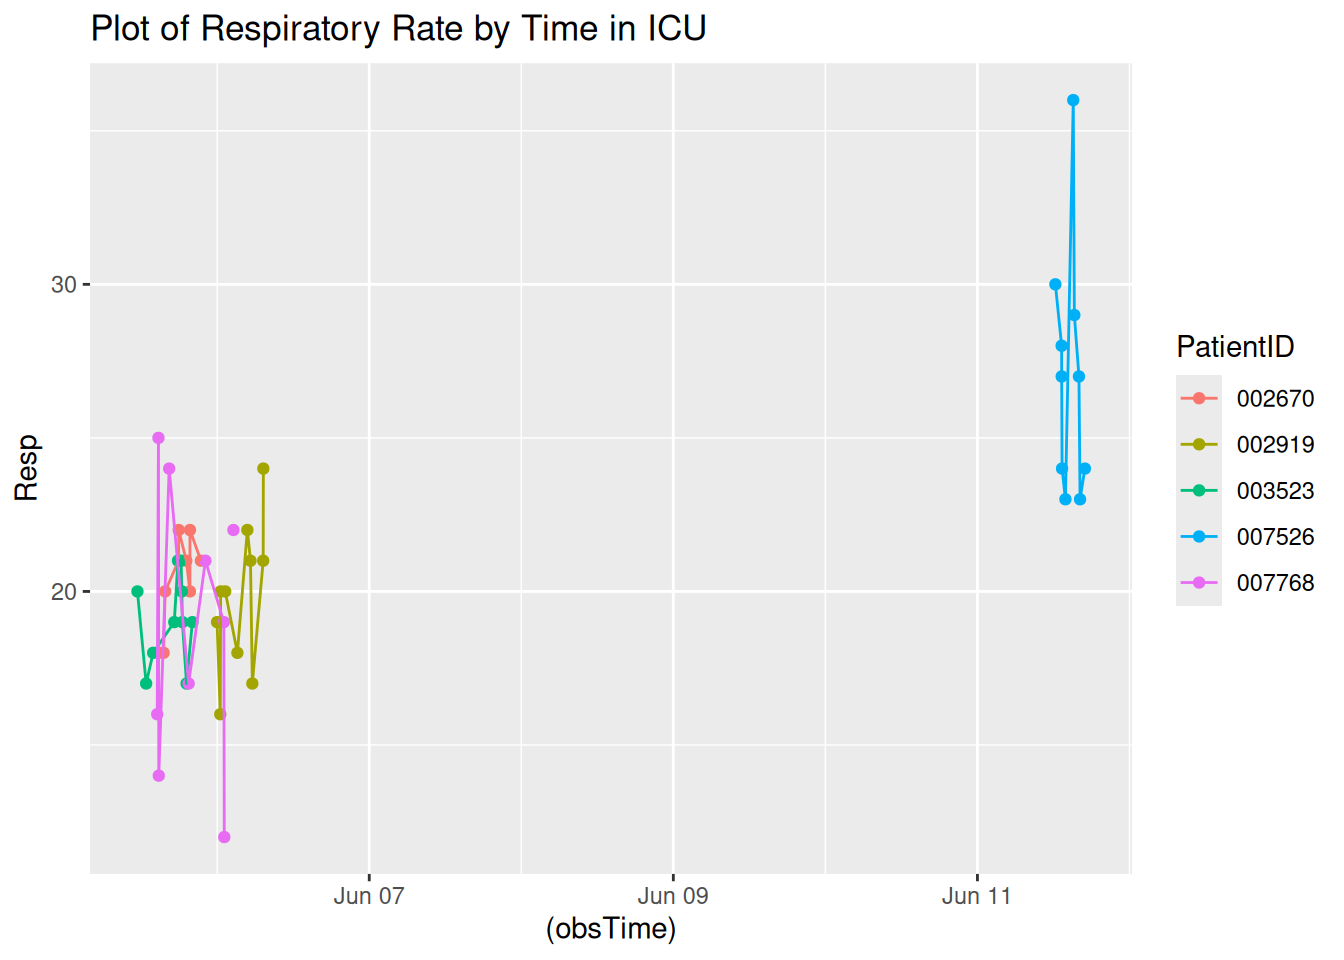 Plot of Respiratory Rate by Time in ICU
Resp
30
20
Jun 07
Jun 09
Jun 11
(obsTime)
PatientID
002670
002919
003523
007526
007768